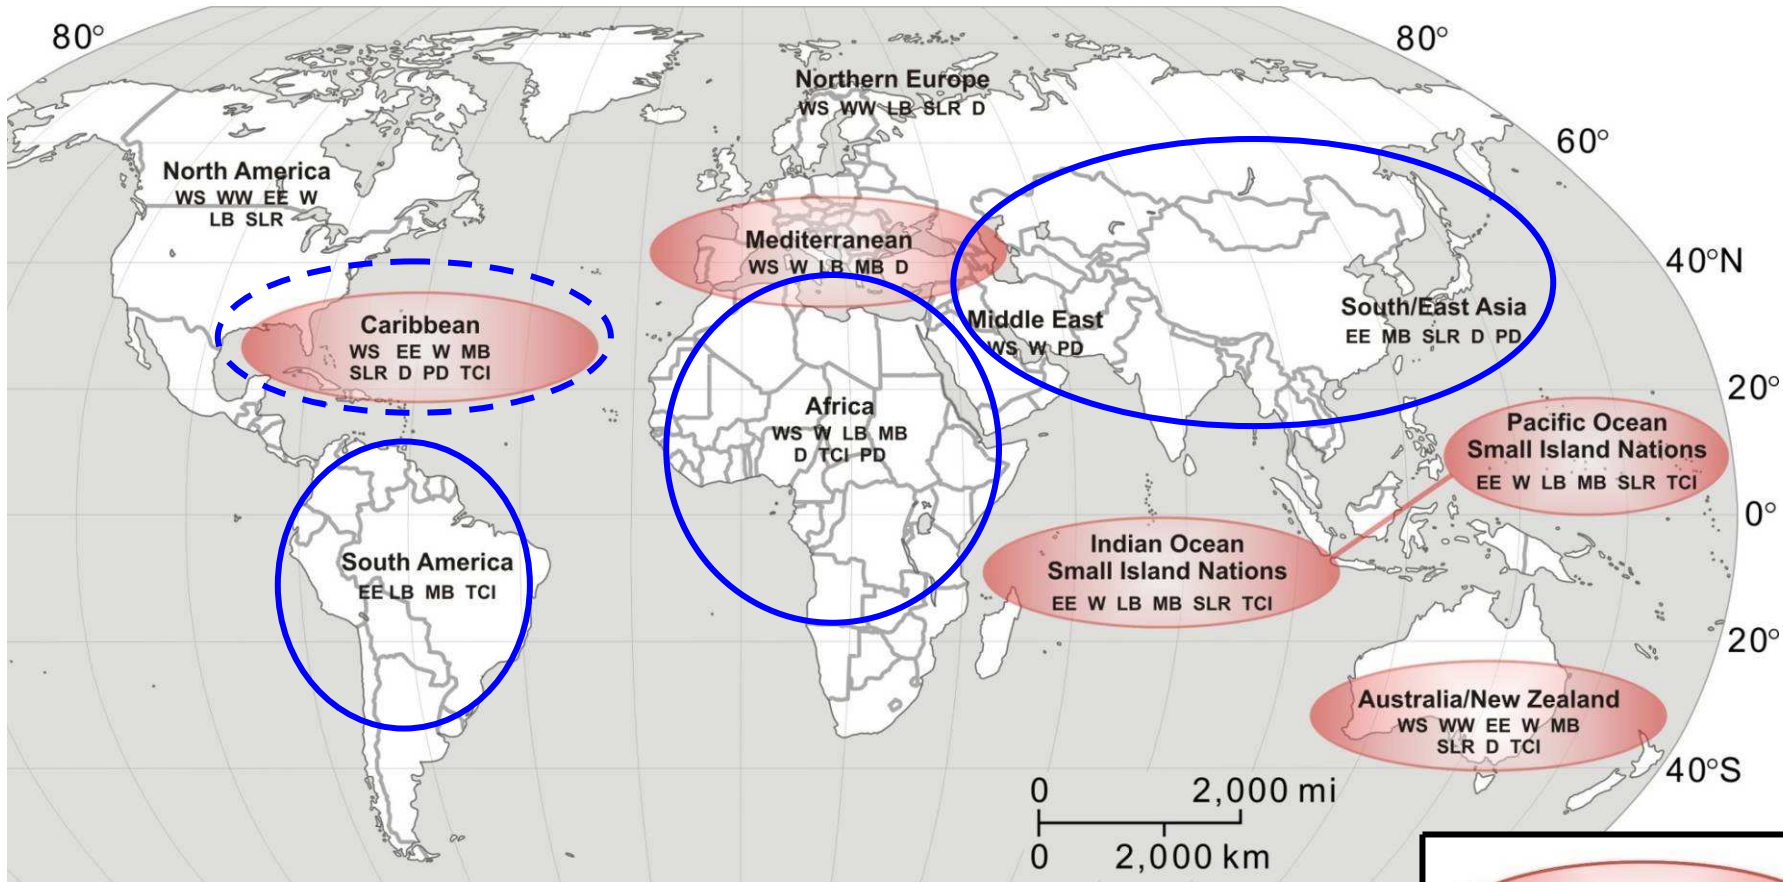 80°
80°
Northern Europe
WS WW LB SLR D
60°
North America
WS WW EE W
LB SLR
Mediterranean
WS W LB MB D
40°N
Caribbean
WS EE W MB
SLR D PD TCI
Middle East
WS W PD
South/East Asia
EE MB SLR D PD
20°
Africa
WS W LB MB
D TCI PD
Pacific Ocean
Small Island Nations
EE W LB MB SLR TCI
0°
South America
EE LB MB TCI
Indian Ocean
Small Island Nations
EE W LB MB SLR TCI
20°
Australia/New Zealand
WS WW EE W MB
SLR D TCI
40°S
0 2,000 mi
0 2,000 km